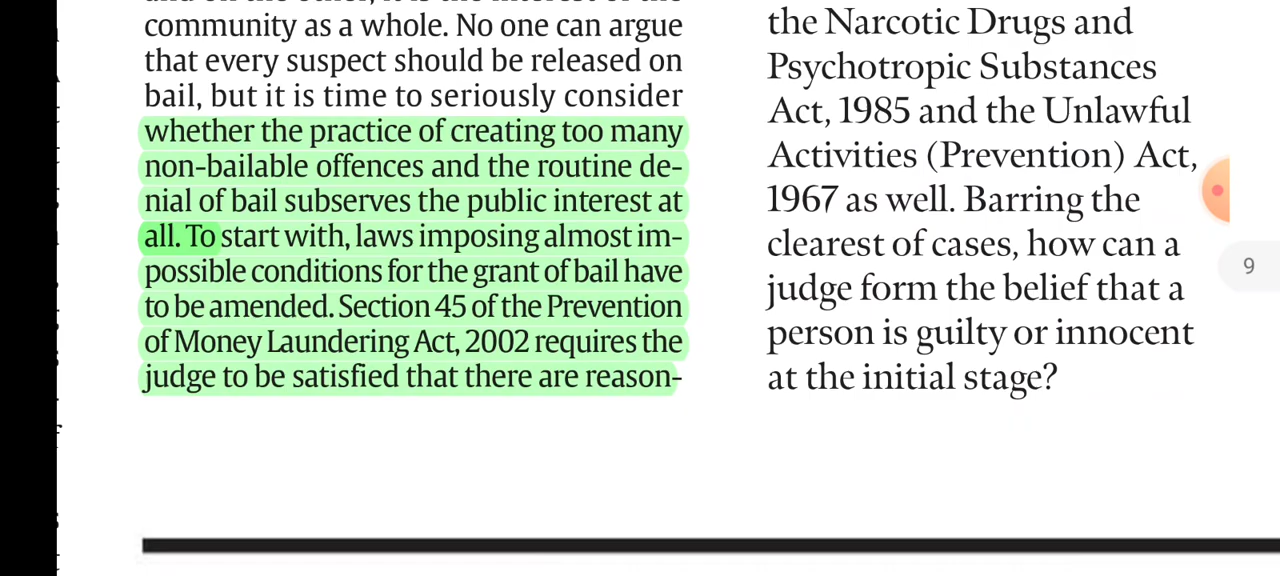 community as a whole. No one can argue
that every suspect should be released on
bail, but it is time to seriously consider
whether the practice of creating too many
non-bailable offences and the routine de-
nial of bail subserves the public interest at
all. To start with, laws imposing almost im-
possible conditions for the grant of bail have
to be amended. Section 45 of the Prevention
of Money Laundering Act, 2002 requires the
judge to be satisfied that there are reason-
the Narcotic Drugs and
Psychotropic Substances
Act, 1985 and the Unlawful
Activities (Prevention) Act,
1967 as well. Barring the
clearest of cases, how can a
judge form the belief that a
person is guilty or innocent
at the initial stage?
9